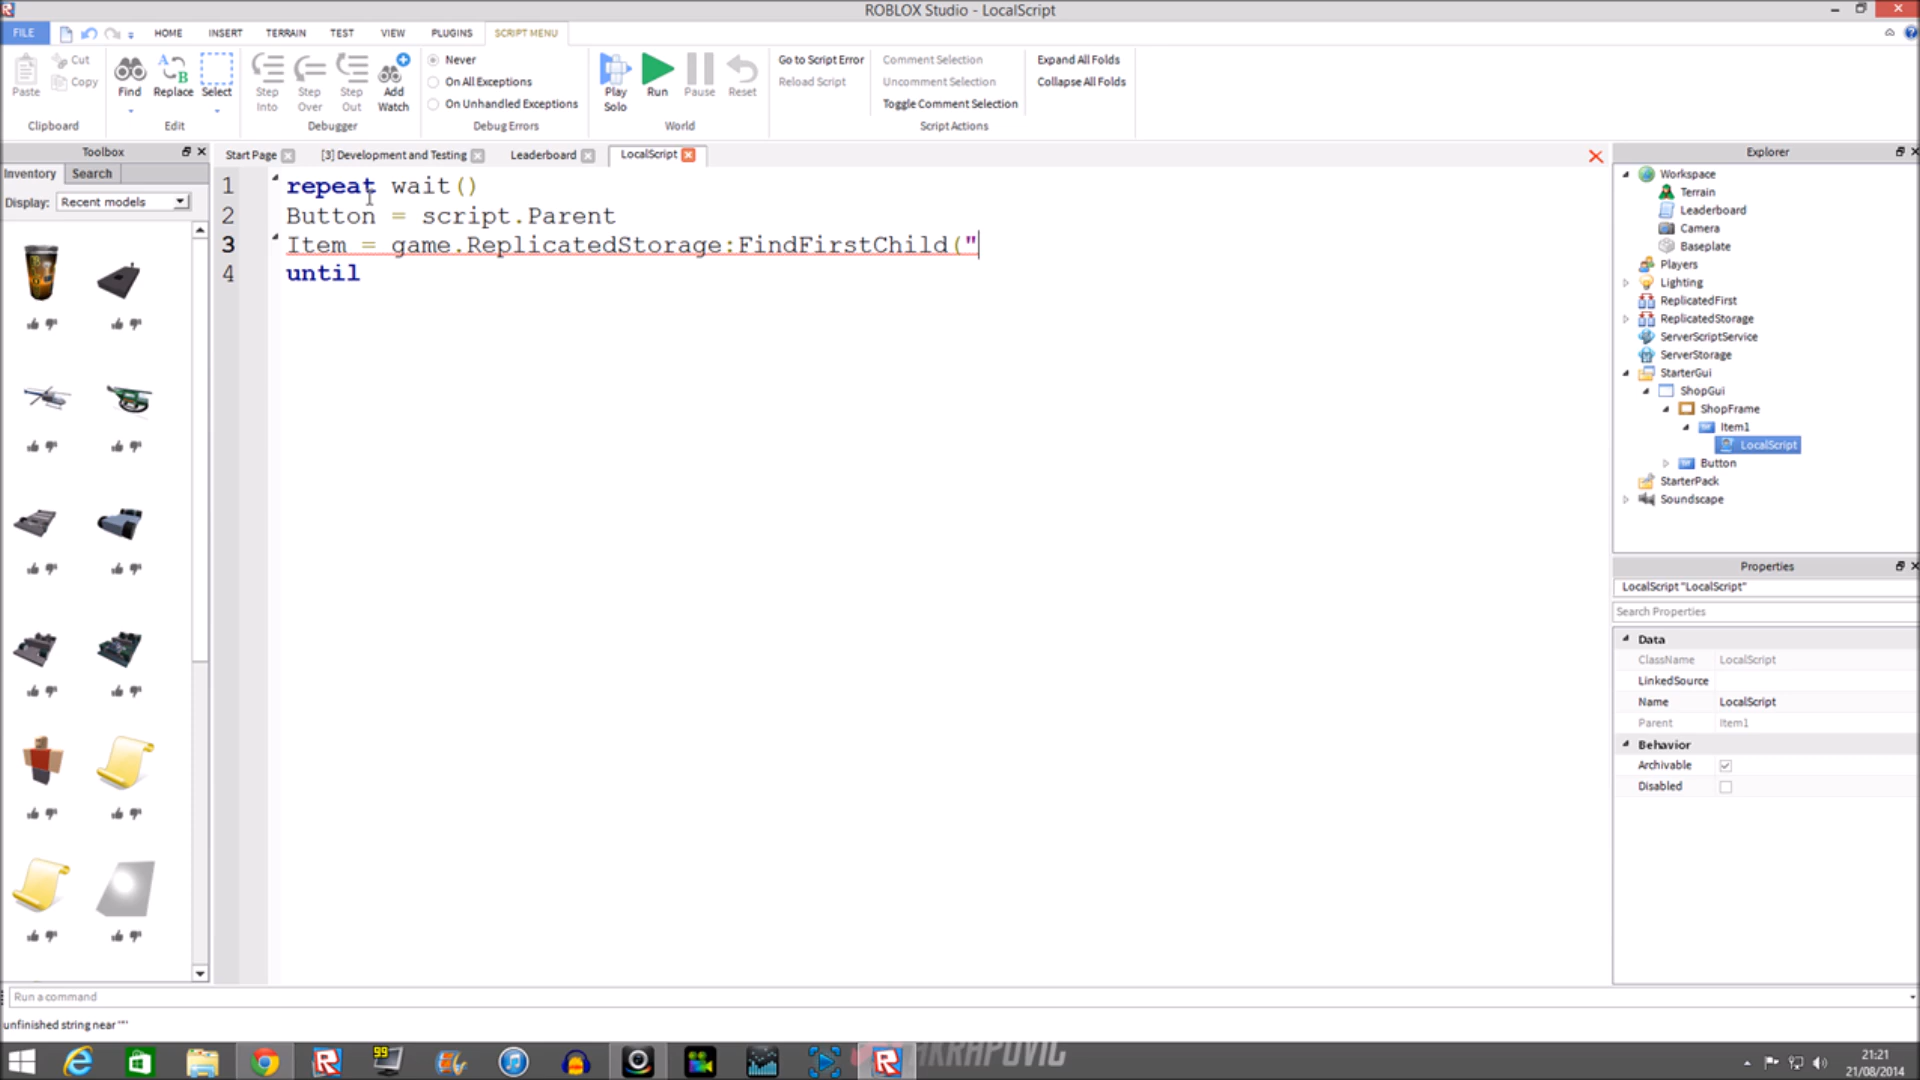 ROBLOX Studio - LocalScript
FILE HOME INSERT TERRAIN TEST VIEW PLUGINS SCRIPT MENU
Paste Cut Copy
Find Replace Select
Step Into
Step Over
Step Out
Add Watch
Never
On All Exceptions
On Unhandled Exceptions
Play Solo
Run Pause Reset
Go to Script Error
Reload Script
Comment Selection
Uncomment Selection
Toggle Comment Selection
Expand All Folds
Collapse All Folds
Clipboard Edit Debugger Debug Errors World Script Actions
Toolbox
Inventory Search
Display: Recent models
Start Page [3] Development and Testing Leaderboard LocalScript
1 repeat wait()
2 Button = script.Parent
3 Item = game.ReplicatedStorage:FindFirstChild("
4 until
Explorer
Workspace
Terrain
Leaderboard
Camera
Baseplate
Players
Lighting
ReplicatedFirst
ReplicatedStorage
ServerScriptService
ServerStorage
StarterGui
ShopGui
ShopFrame
Item1
LocalScript
Button
StarterPack
Soundscape
Properties
LocalScript "LocalScript"
Search Properties
Data
ClassName LocalScript
LinkedSource
Name LocalScript
Parent Item1
Behavior
Archivable
Disabled
Run a command
unfinished string near '"'
99
AKRAPOVIC
21:21
21/08/2014